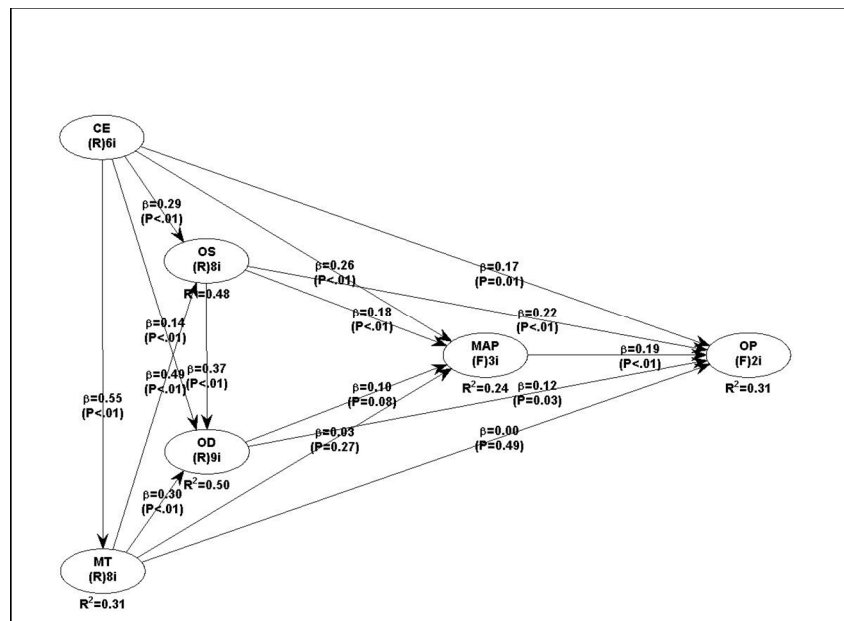 CE
(R)6i
β=0.29
(P<.01)
OS
(R)8i
R²=0.48
β=0.26
(P<.01)
β=0.17
(P=0.01)
β=0.18
(P<.01)
β=0.22
(P<.01)
β=0.14
(P<.01)
MAP
(F)3i
R²=0.24
β=0.19
(P<.01)
OP
(F)2i
R²=0.31
β=0.37
(P<.01)
β=0.49
(P<.01)
β=0.10
(P=0.08)
β=0.12
(P=0.03)
β=0.55
(P<.01)
OD
(R)9i
R²=0.50
β=0.03
(P=0.27)
β=0.00
(P=0.49)
β=0.30
(P<.01)
MT
(R)8i
R²=0.31